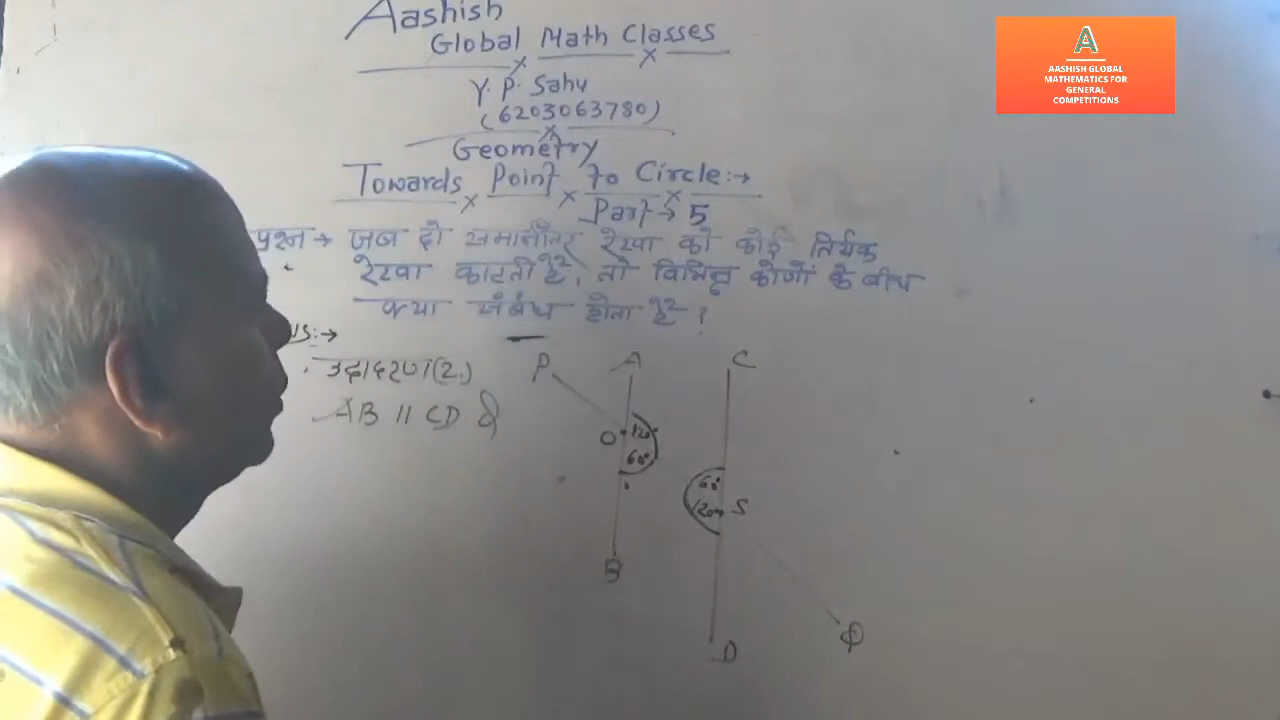 Aashish
Global Math Classes
Y. P. Sahu
(6203063780)
Geometry
Towards Point To Circle:→
Part → 5
प्रश्न → जब दो समानांतर रेखा को कोई तिर्यक
रेखा काटती है, तो विभिन्न कोणों के बीच
क्या संबंध होता है ?
ns:→
उदाहरण (2.)
AB || CD
P
A
C
O
120°
60°
60°
120°
S
B
D
Q
A
AASHISH GLOBAL
MATHEMATICS FOR
GENERAL
COMPETITIONS